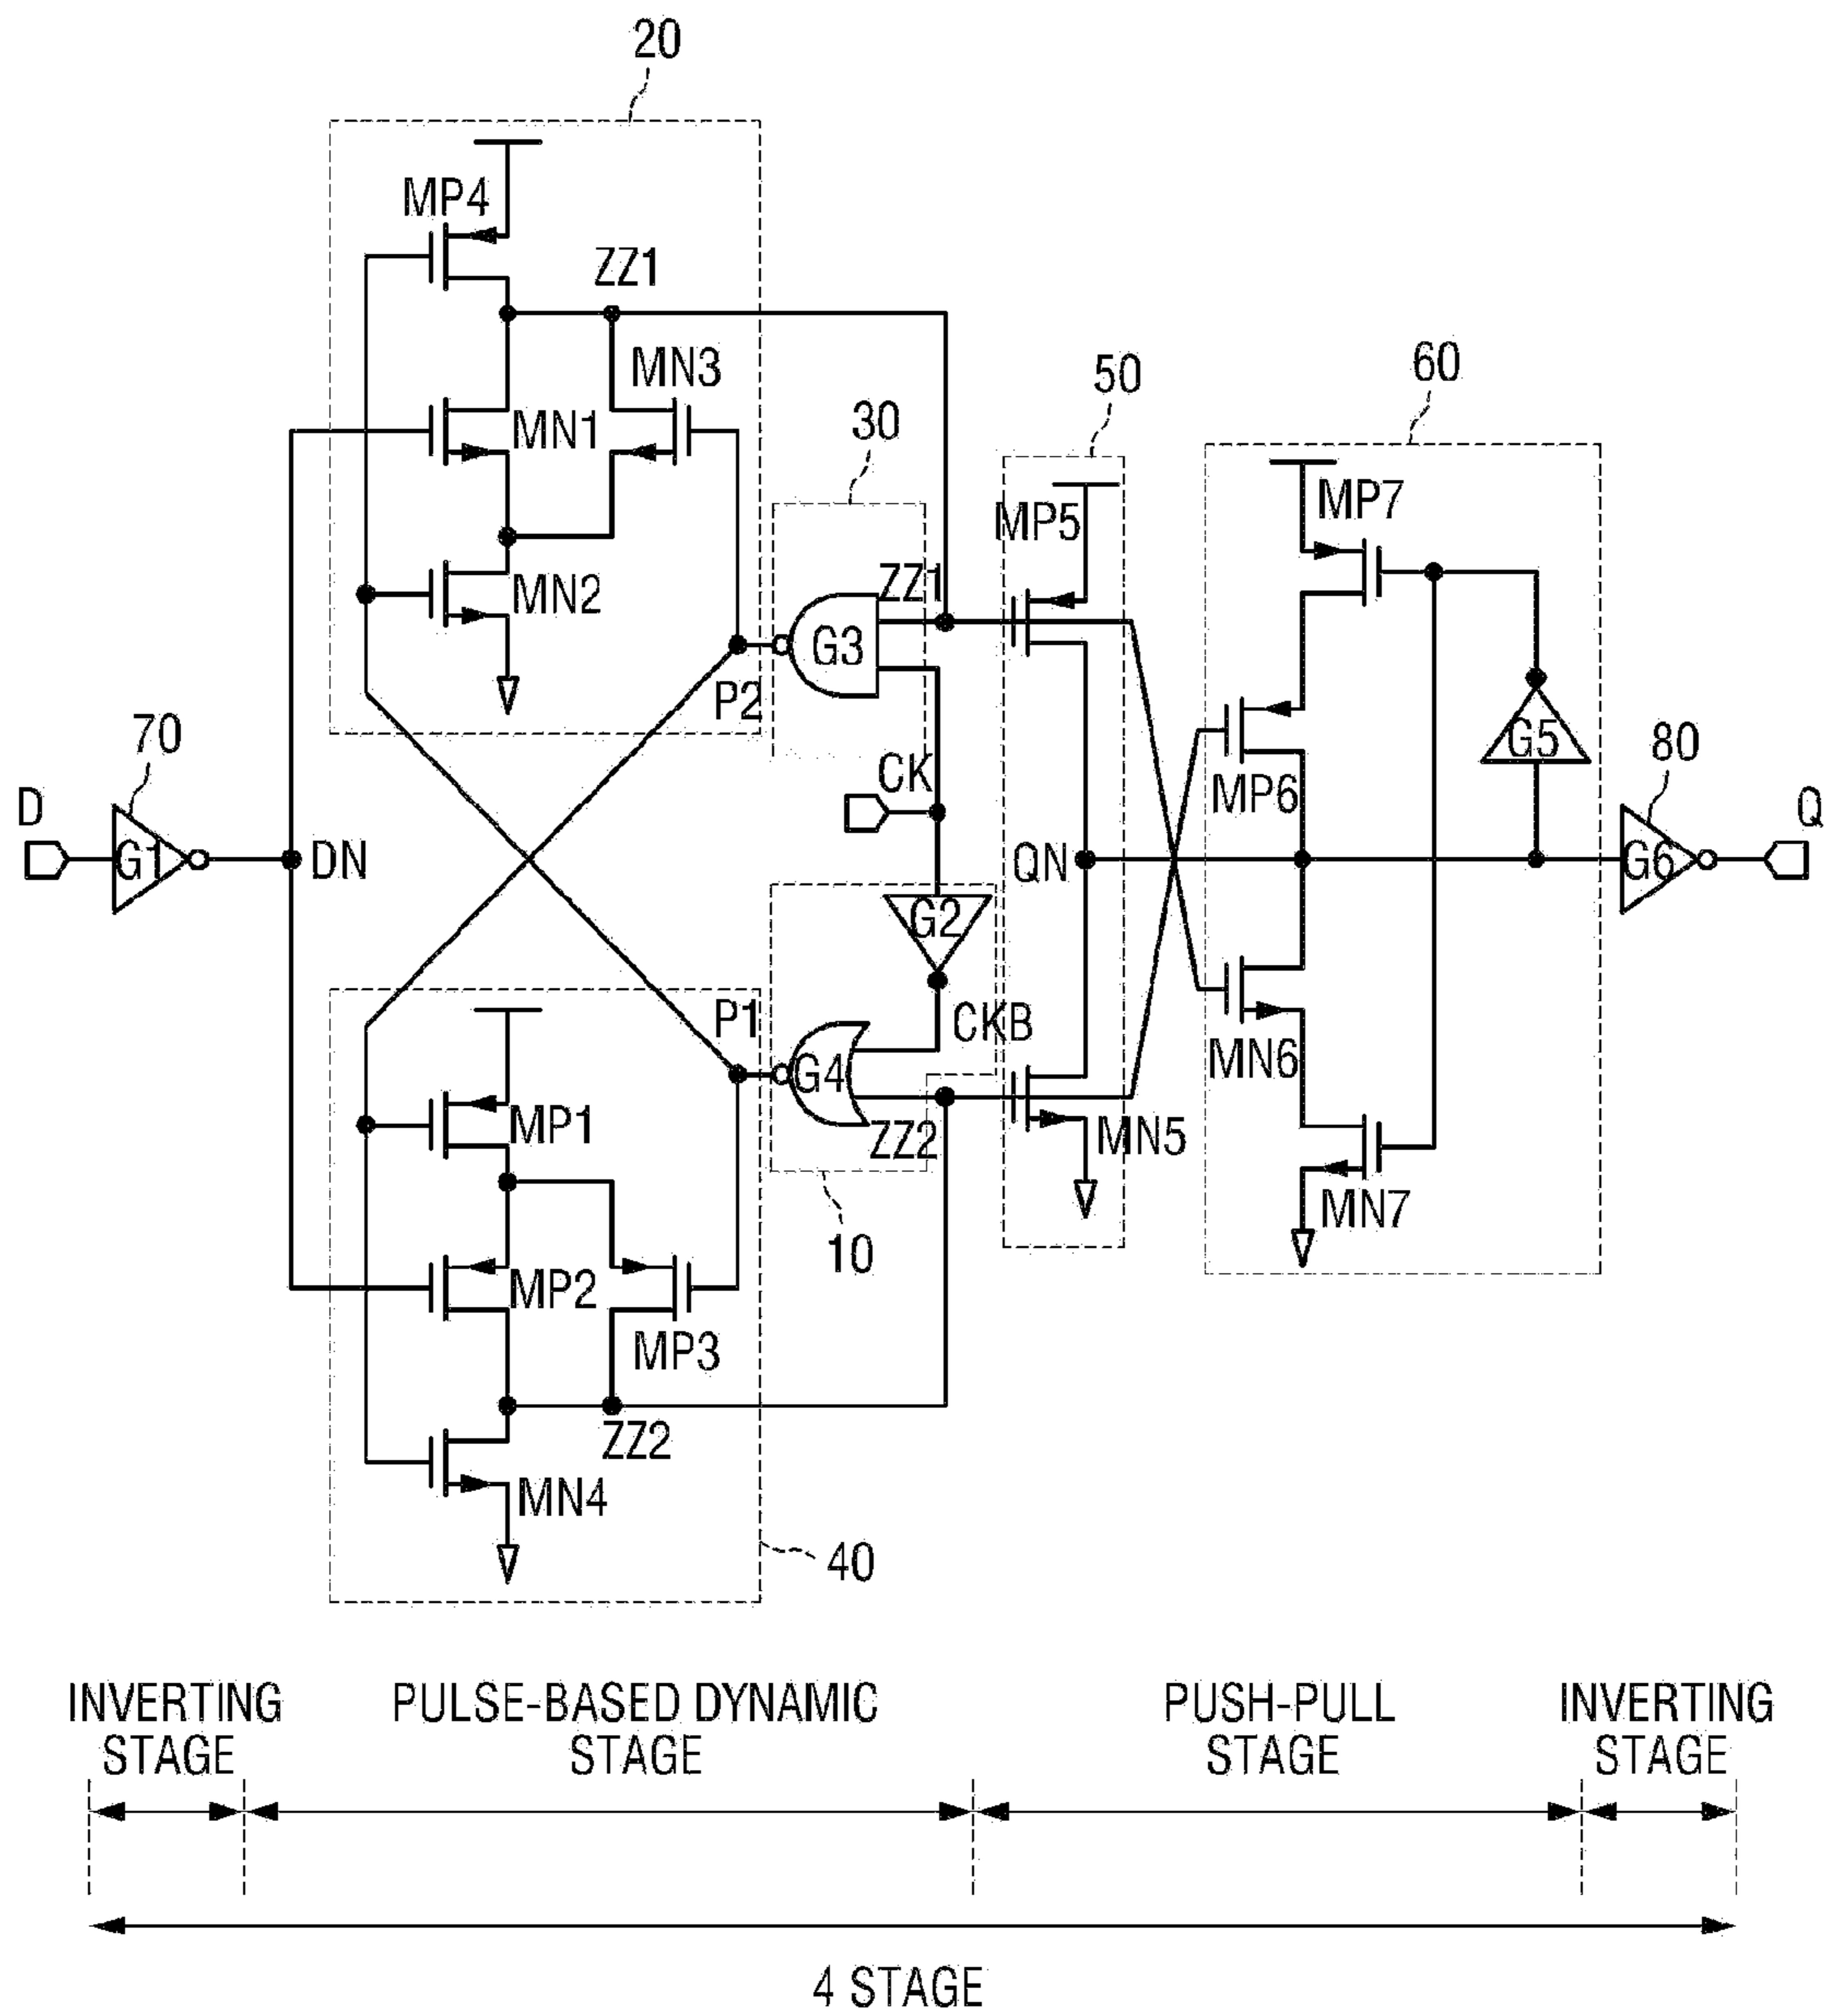 20
MP4
ZZ1
MN3
MN1
50
60
30
MP5
MP7
ZZ1
MN2
G3
P2
70
G5
80
CK
MP6
D
G1
DN
QN
G6
Q
G2
P1
CKB
G4
MN6
MP1
ZZ2
MN5
MN7
10
MP2
MP3
ZZ2
MN4
40
INVERTING
STAGE
PULSE-BASED DYNAMIC
STAGE
PUSH-PULL
STAGE
INVERTING
STAGE
4 STAGE